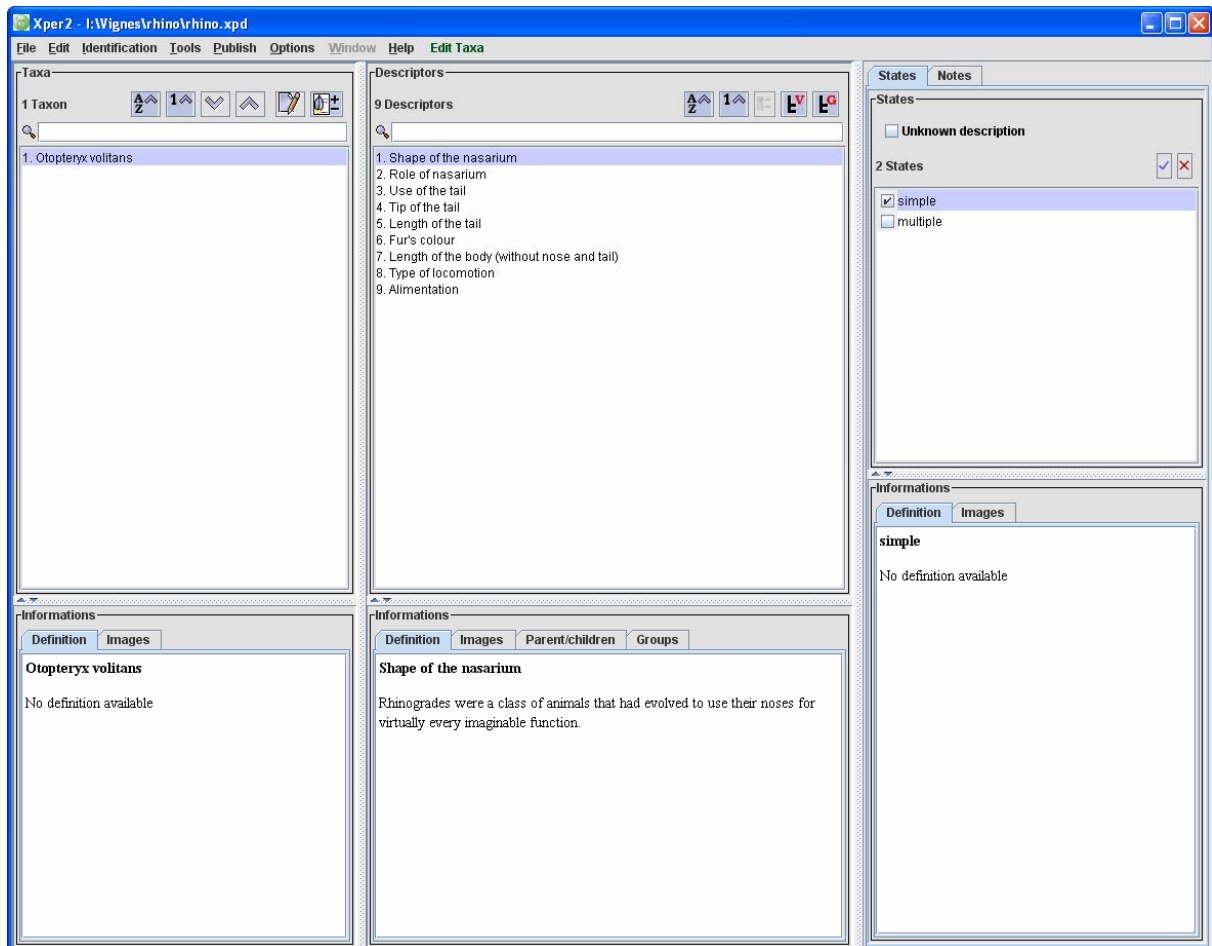 Xper2 - I:\Vignes\rhino\rhino.xpd
File Edit Identification Tools Publish Options Window Help Edit Taxa
Taxa
1 Taxon
1. Otopteryx volitans
Informations
Definition Images
Otopteryx volitans
No definition available
Descriptors
9 Descriptors
1. Shape of the nasarium
2. Role of nasarium
3. Use of the tail
4. Tip of the tail
5. Length of the tail
6. Fur's colour
7. Length of the body (without nose and tail)
8. Type of locomotion
9. Alimentation
Informations
Definition Images Parent/children Groups
Shape of the nasarium
Rhinogrades were a class of animals that had evolved to use their noses for
virtually every imaginable function.
States Notes
States
Unknown description
2 States
simple
multiple
Informations
Definition Images
simple
No definition available